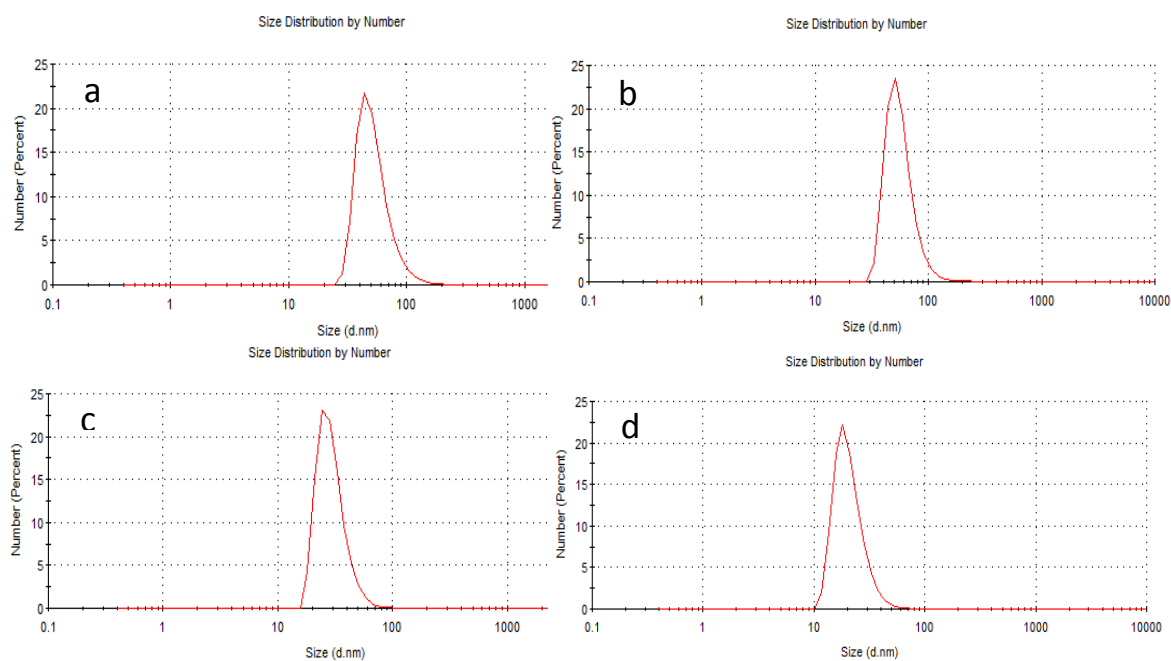 Size Distribution by Number
25
20
15
10
5
0
Number (Percent)
a
0.1 1 10 100 1000
Size (d.nm)
Size Distribution by Number
25
20
15
10
5
0
Number (Percent)
b
0.1 1 10 100 1000 10000
Size (d.nm)
Size Distribution by Number
25
20
15
10
5
0
Number (Percent)
c
0.1 1 10 100 1000
Size (d.nm)
Size Distribution by Number
25
20
15
10
5
0
Number (Percent)
d
0.1 1 10 100 1000 10000
Size (d.nm)